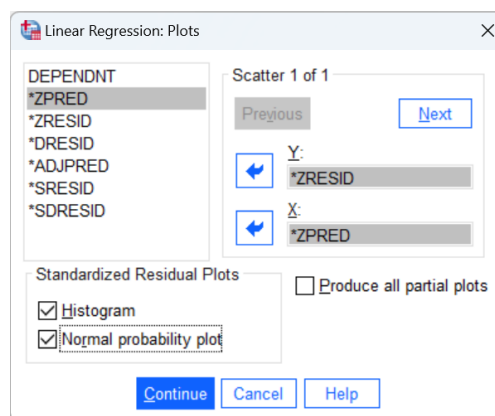 Linear Regression: Plots
DEPENDNT
*ZPRED
*ZRESID
*DRESID
*ADJPRED
*SRESID
*SDRESID
Scatter 1 of 1
Previous
Next
Y:
*ZRESID
X:
*ZPRED
Standardized Residual Plots
Histogram
Normal probability plot
Produce all partial plots
Continue Cancel Help